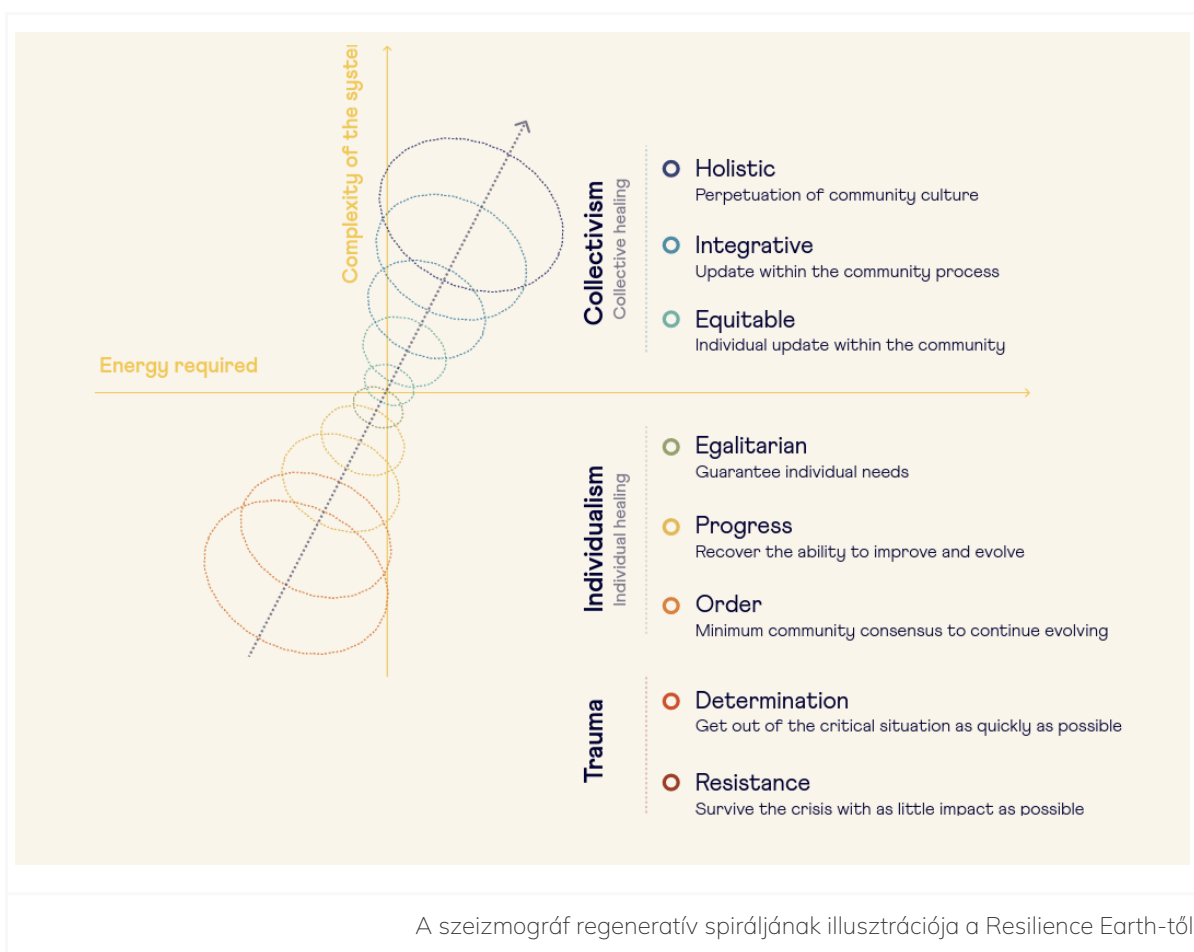 Complexity of the syste
Energy required
Collectivism
Collective healing
Holistic
Perpetuation of community culture
Integrative
Update within the community process
Equitable
Individual update within the community
Individualism
Individual healing
Egalitarian
Guarantee individual needs
Progress
Recover the ability to improve and evolve
Order
Minimum community consensus to continue evolving
Trauma
Determination
Get out of the critical situation as quickly as possible
Resistance
Survive the crisis with as little impact as possible
A szeizmográf regeneratív spiráljának illusztrációja a Resilience Earth-től